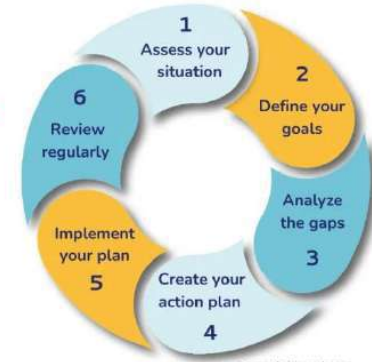 1
Assess your
situation
2
Define your
goals
Analyze
the gaps
3
Create your
action plan
4
Implement
your plan
5
6
Review
regularly